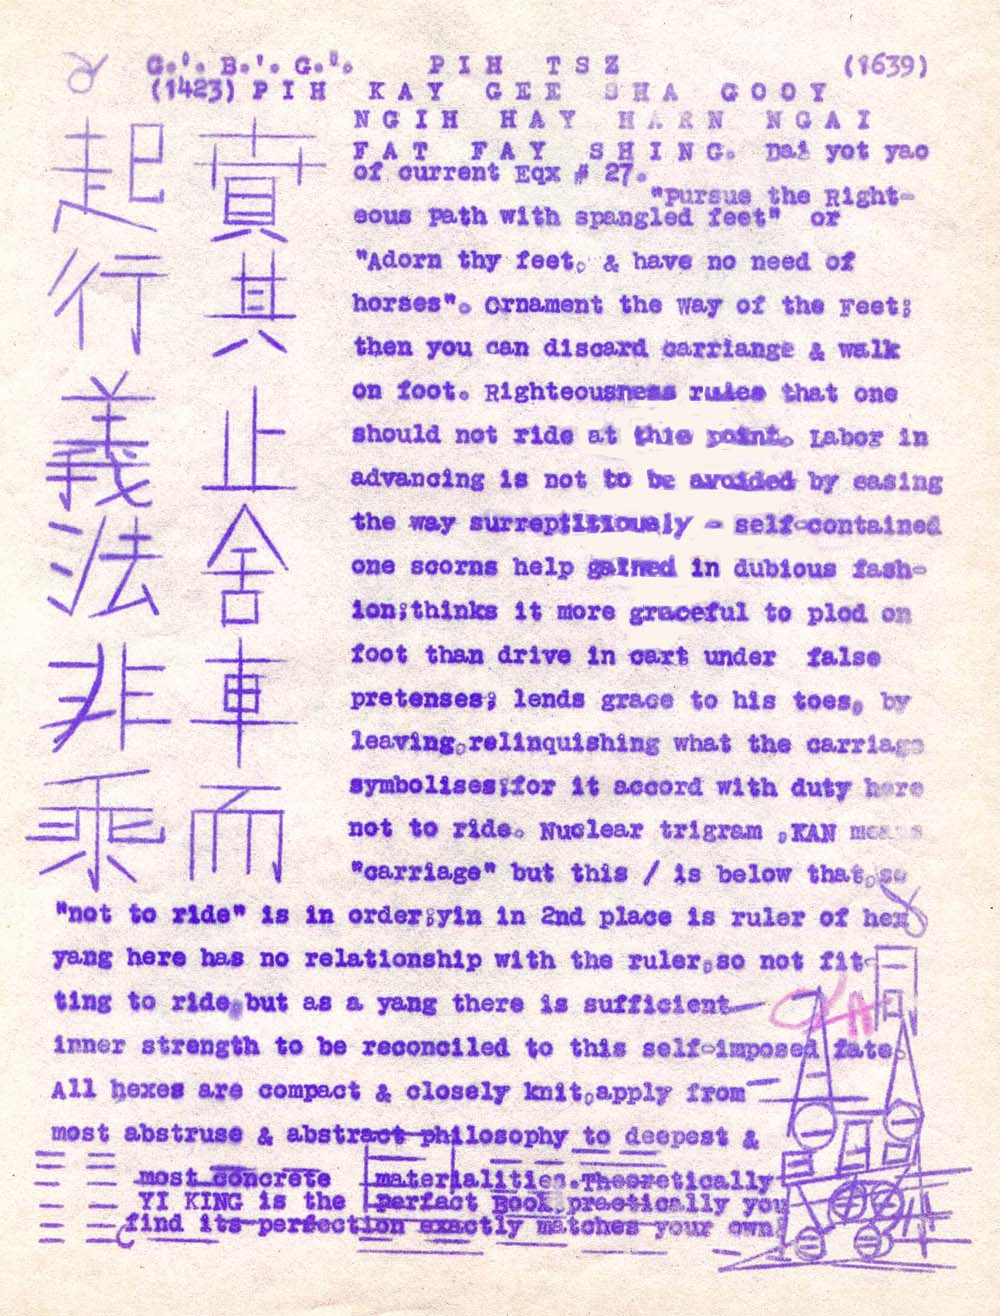 G.'. B.'. G.'. PIH TSZ (1639)
(1423) PIH KAY GEE SHA GOOY
NGIH HAY HARN NGAI
FAT FAY SHING. Dai yot yao
of current Eqx # 27.
"Pursue the Right-
eous Path with spangled feet" or
"Adorn thy feet, & have no need of
horses". Ornament the Way of the Feet;
then you can discard carriange & walk
on foot. Righteousness rules that one
should not ride at this point. Labor in
advancing is not to be avoided by easing
the way surreptitiously - self-contained
one scorns help gained in dubious fash-
ion;thinks it more graceful to plod on
foot than drive in cart under false
pretenses; lends grace to his toes, by
leaving,relinquishing what the carriage
symbolises;for it accord with duty here
not to ride. Nuclear trigram ,KAN means
"carriage" but this / is below that,so
"not to ride" is in order;yin in 2nd place is ruler of hex
yang here has no relationship with the ruler,so not fit-
ting to ride,but as a yang there is sufficient
inner strength to be reconciled to this self-imposed fate.
All hexes are compact & closely knit,apply from
most abstruse & abstract philosophy to deepest &
most concrete materialities.Theoretically
YI KING is the Perfact Book,practically you
find its perfection exactly matches your own!
賁其止舍車而
起行義法非乘